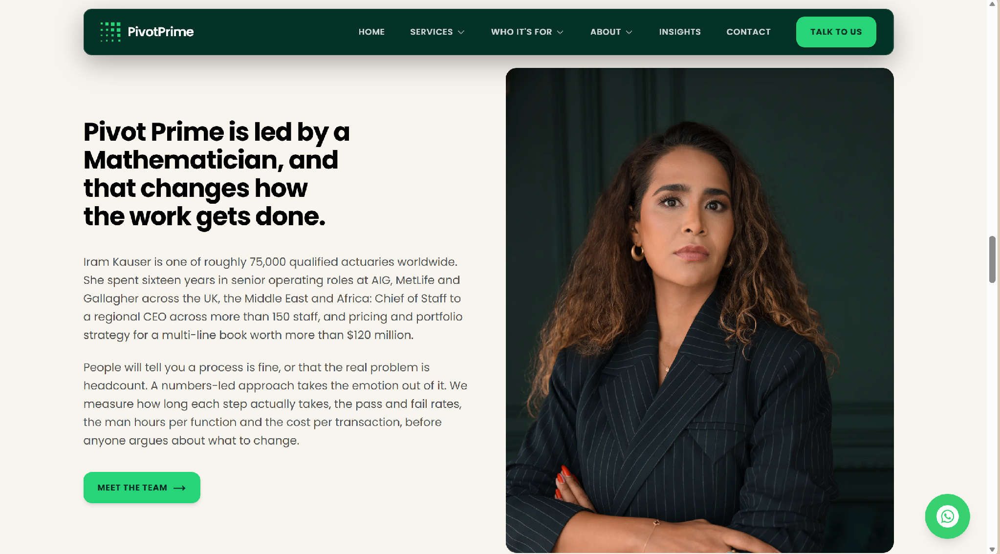 PivotPrime
HOME
SERVICES
WHO IT'S FOR
ABOUT
INSIGHTS
CONTACT
TALK TO US
Pivot Prime is led by a
Mathematician, and
that changes how
the work gets done.
Iram Kauser is one of roughly 75,000 qualified actuaries worldwide.
She spent sixteen years in senior operating roles at AIG, MetLife and
Gallagher across the UK, the Middle East and Africa: Chief of Staff to
a regional CEO across more than 150 staff, and pricing and portfolio
strategy for a multi-line book worth more than $120 million.
People will tell you a process is fine, or that the real problem is
headcount. A numbers-led approach takes the emotion out of it. We
measure how long each step actually takes, the pass and fail rates,
the man hours per function and the cost per transaction, before
anyone argues about what to change.
MEET THE TEAM